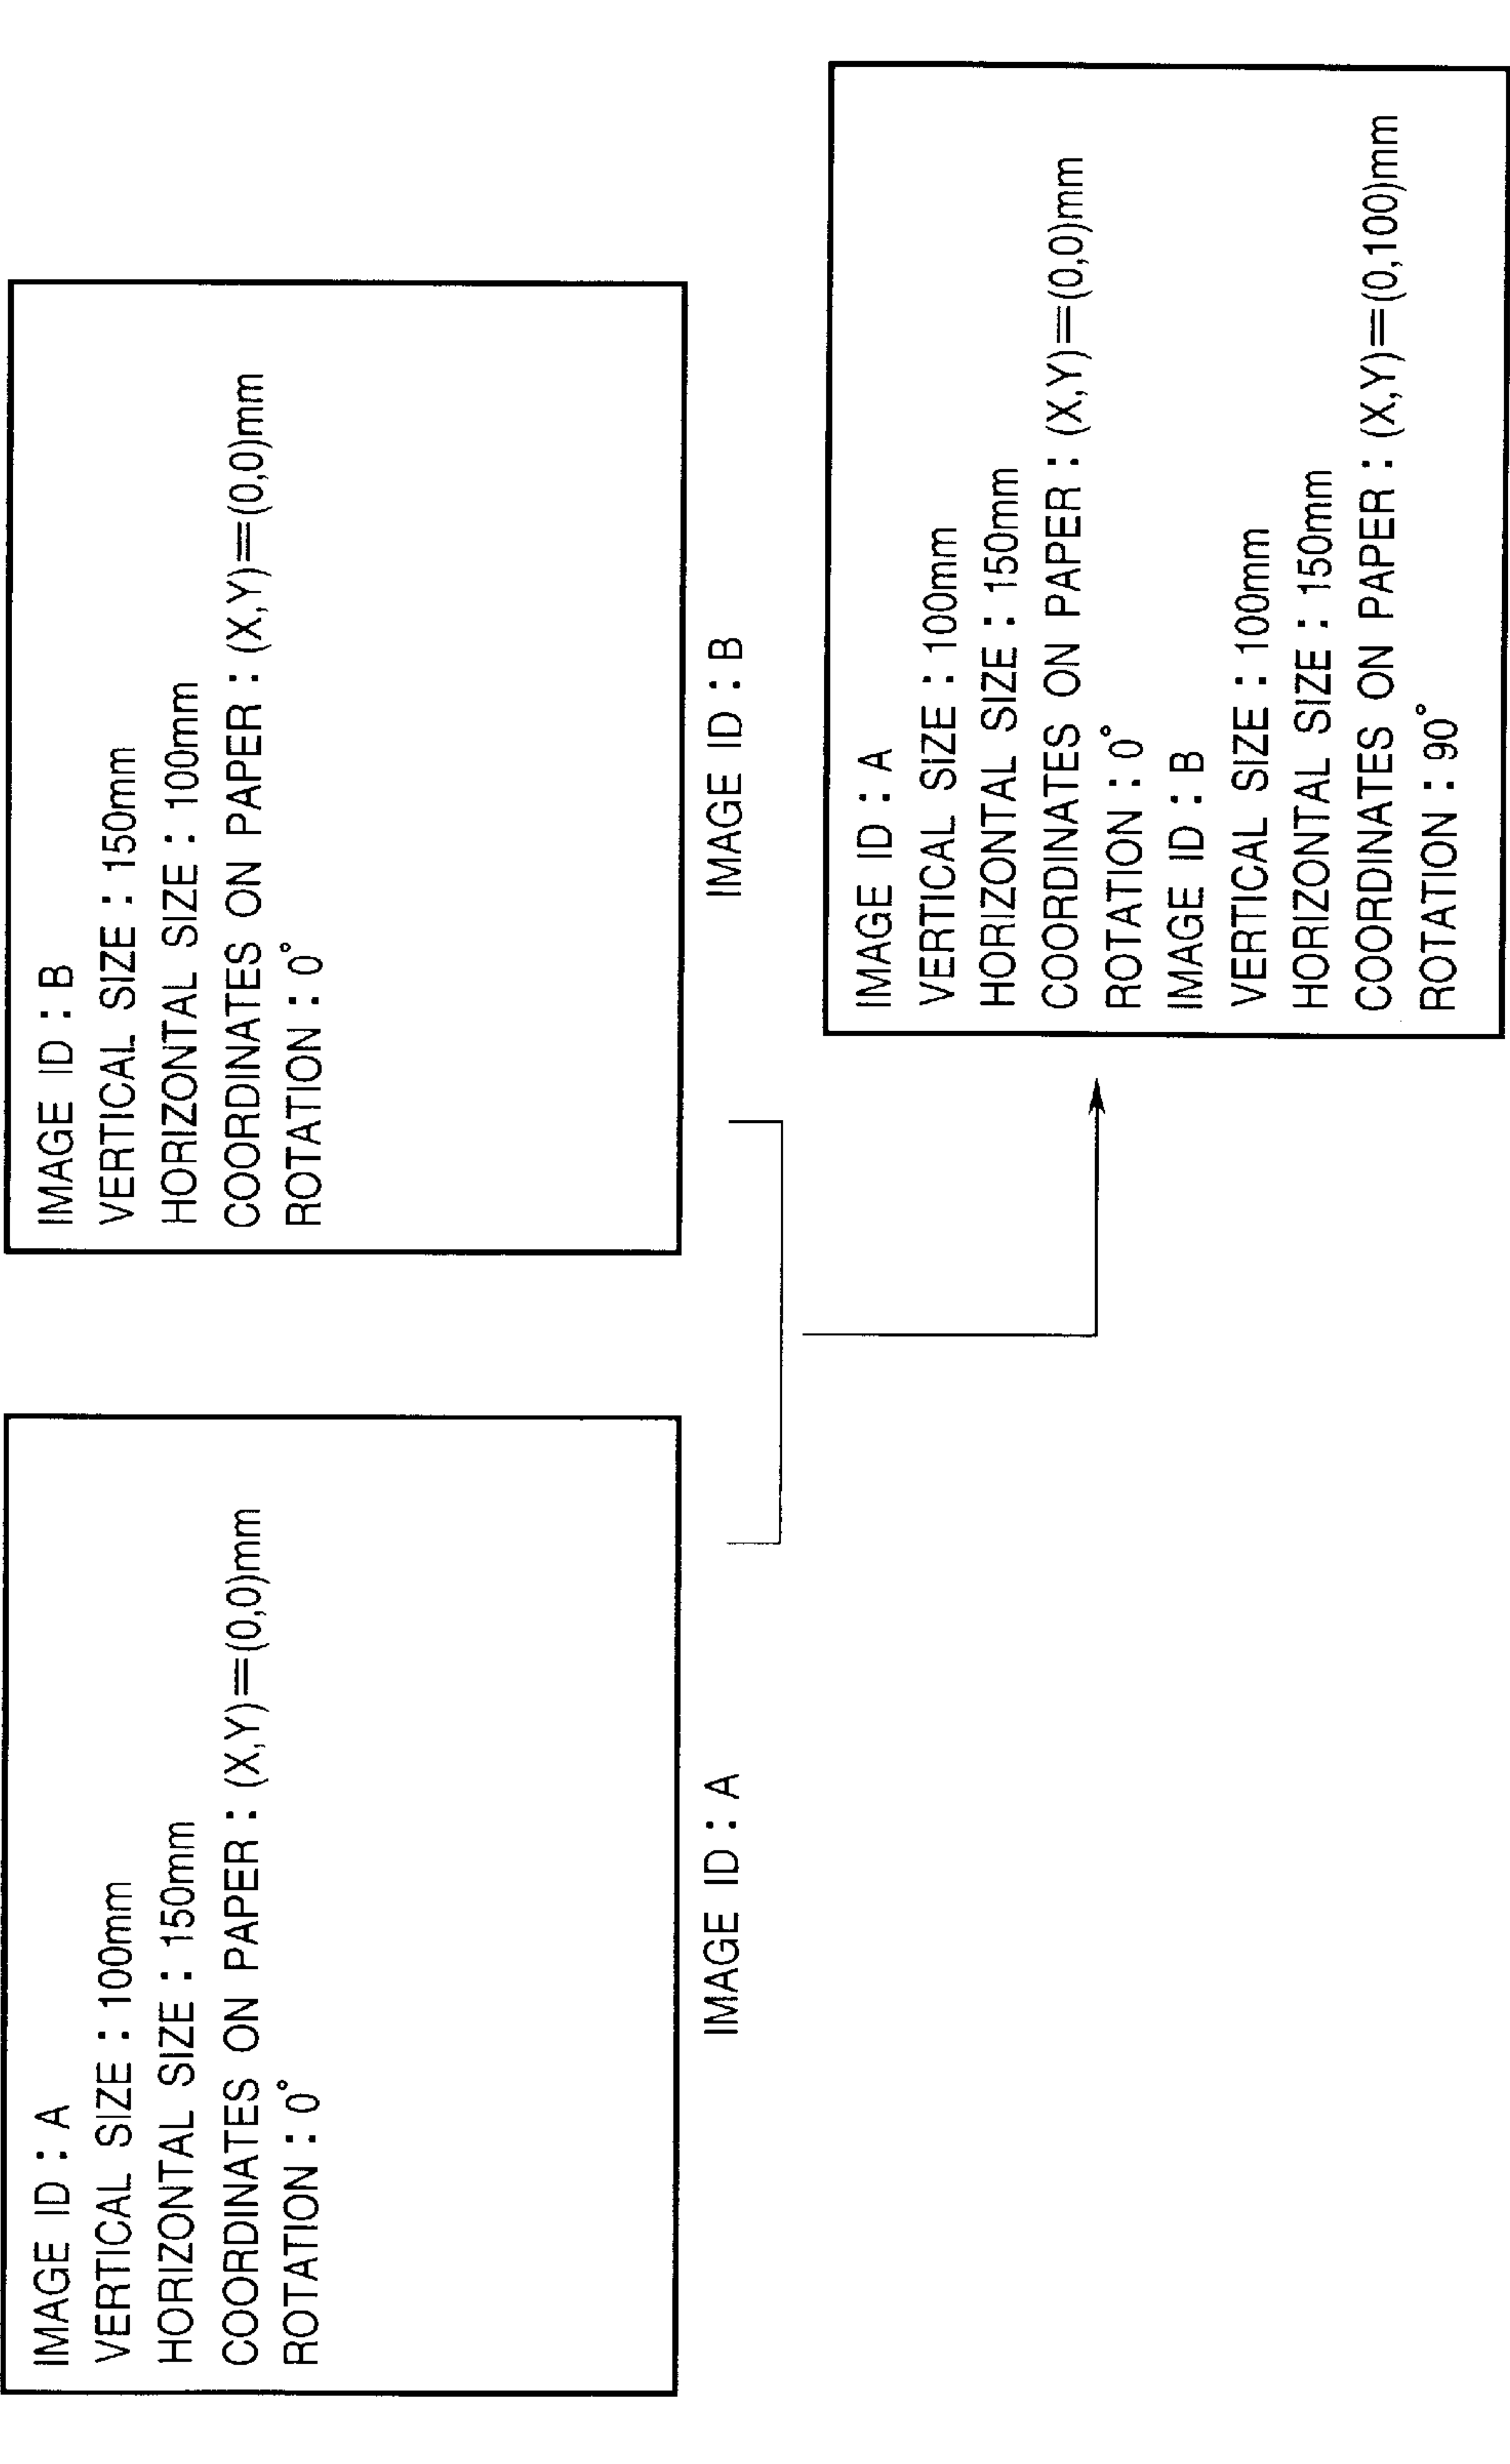 IMAGE ID : A
VERTICAL SIZE : 100mm
HORIZONTAL SIZE : 150mm
COORDINATES ON PAPER : (X,Y)=(0,0)mm
ROTATION : 0°
IMAGE ID : A
IMAGE ID : B
VERTICAL SIZE : 150mm
HORIZONTAL SIZE : 100mm
COORDINATES ON PAPER : (X,Y)=(0,0)mm
ROTATION : 0°
IMAGE ID : B
IMAGE ID : A
VERTICAL SIZE : 100mm
HORIZONTAL SIZE : 150mm
COORDINATES ON PAPER : (X,Y)=(0,0)mm
ROTATION : 0°
IMAGE ID : B
VERTICAL SIZE : 100mm
HORIZONTAL SIZE : 150mm
COORDINATES ON PAPER : (X,Y)=(0,100)mm
ROTATION : 90°